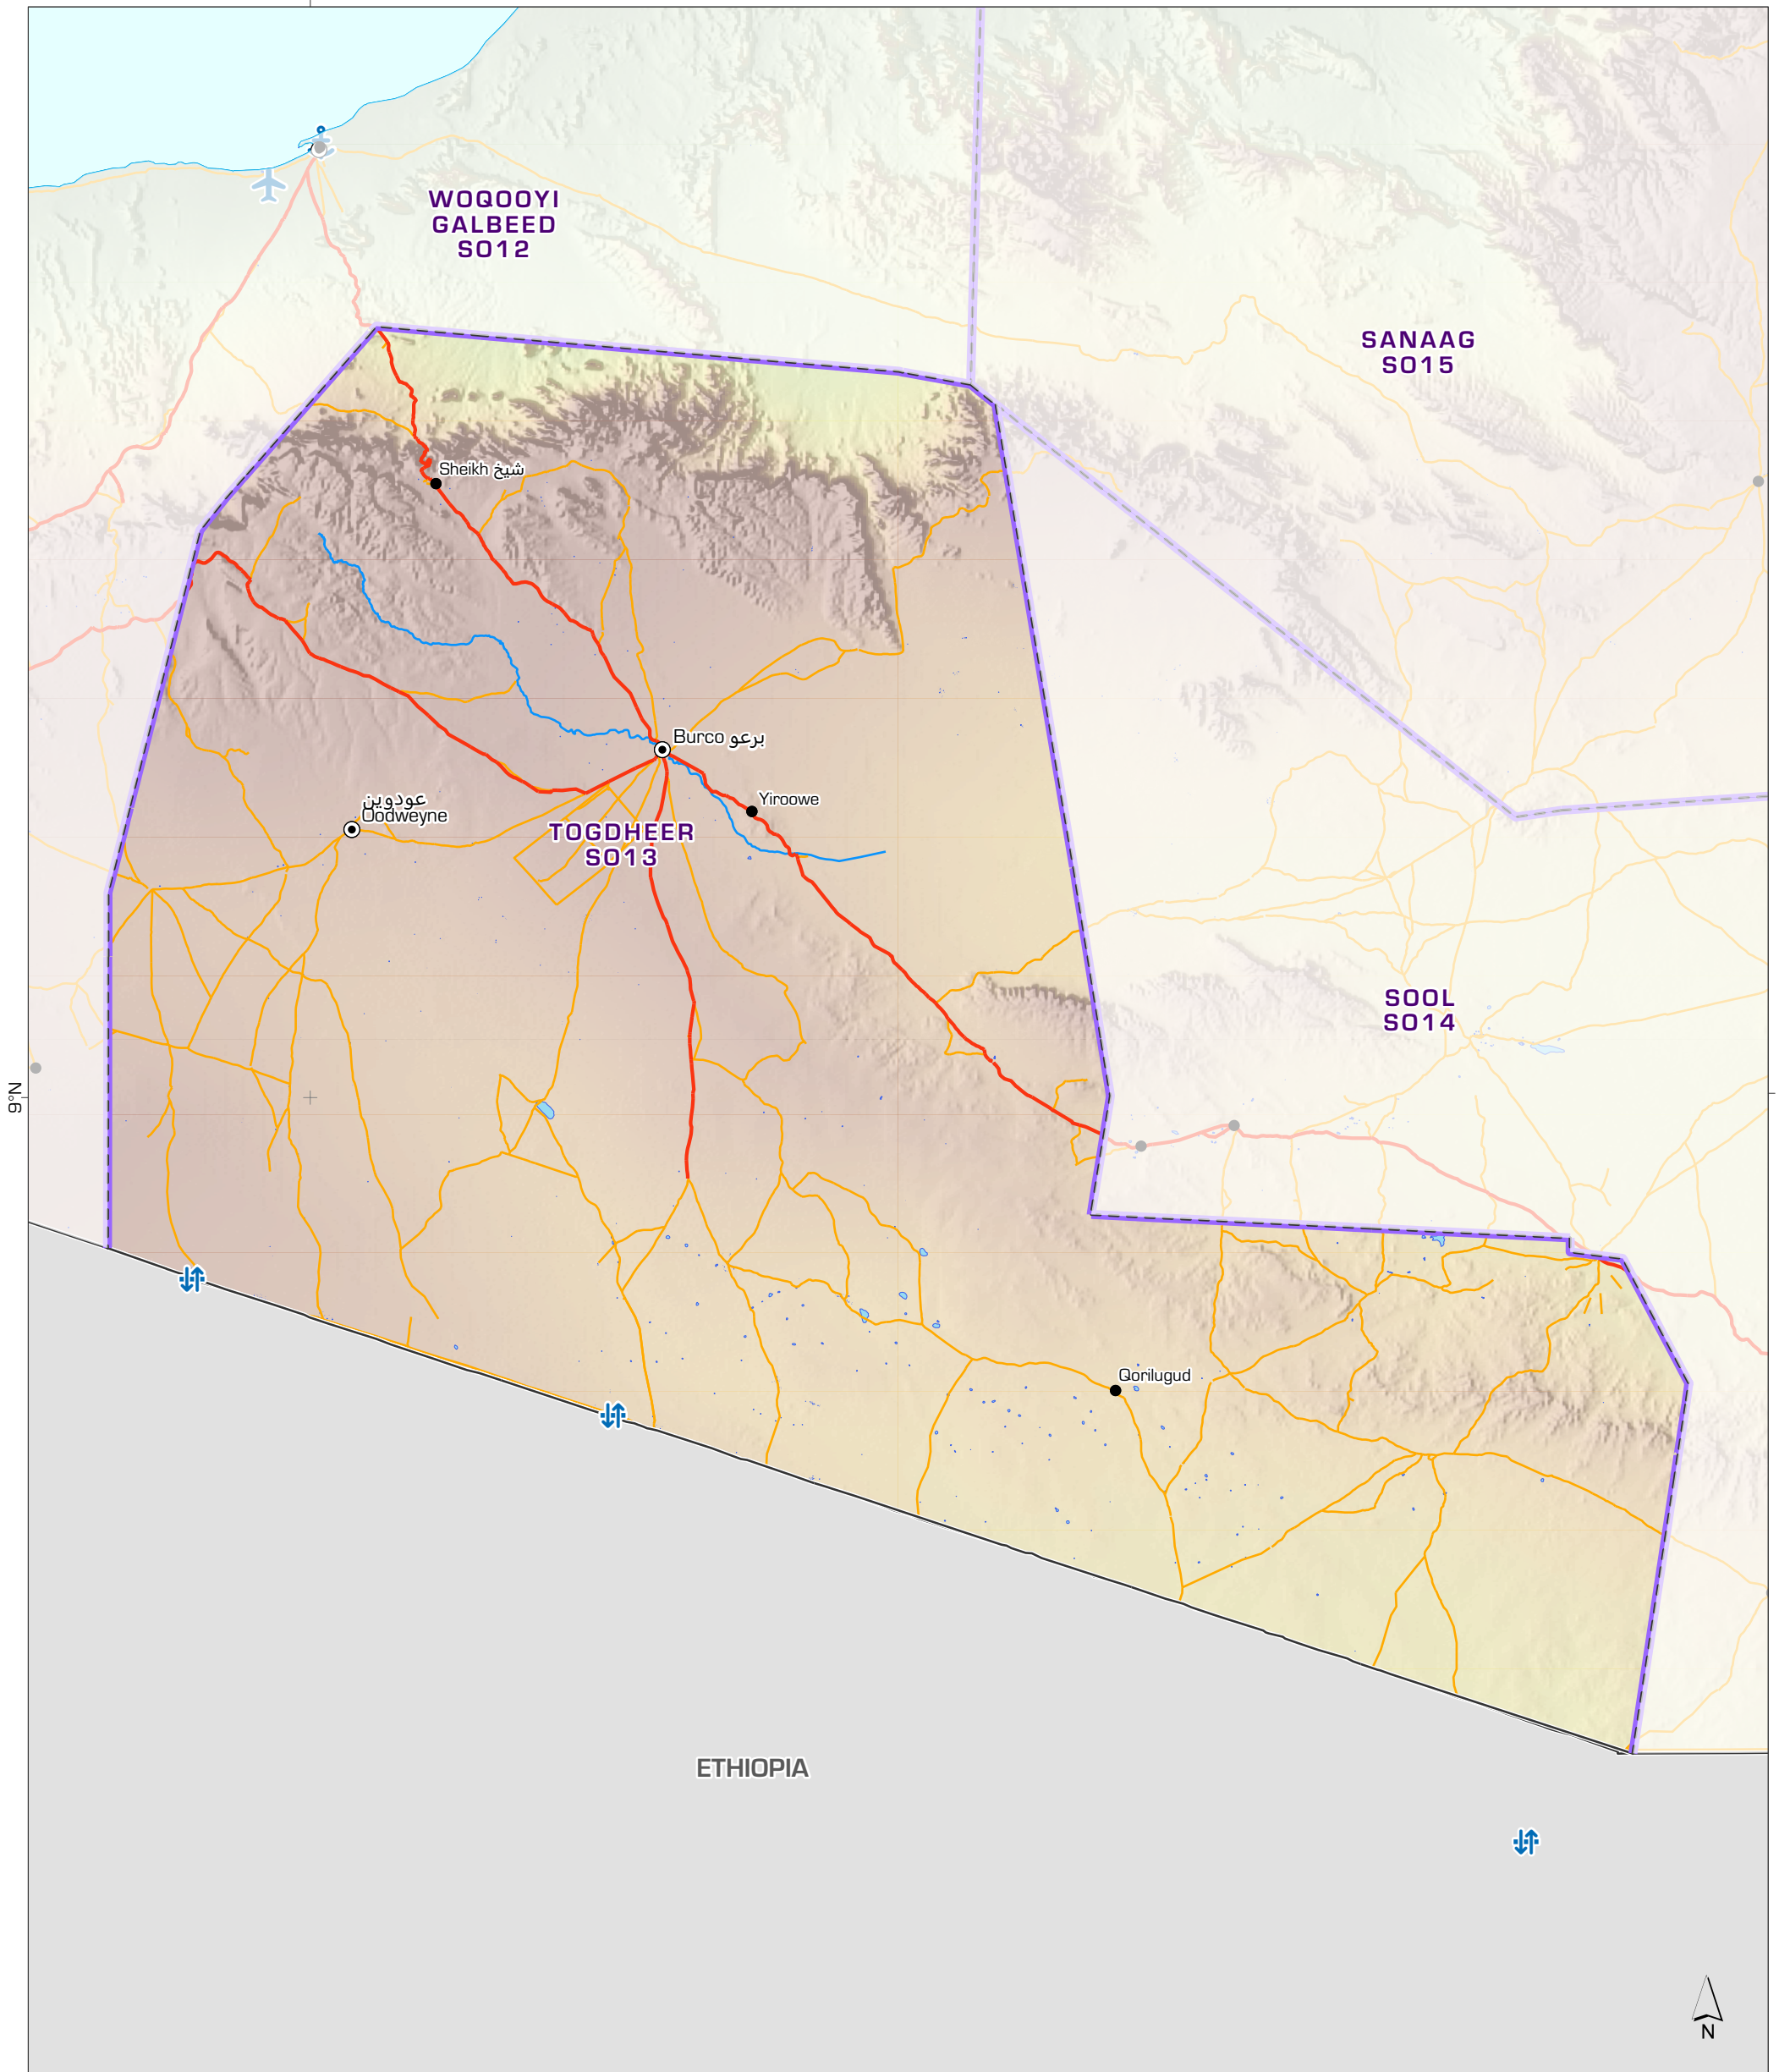 WOQOOYI
GALBEED
SO12
SANAAG
SO15
Sheikh شيخ
Burco برعو
Yiroowe
عودوين
Oodweyne
TOGDHEER
SO13
SOOL
SO14
9°N
Qorilugud
ETHIOPIA
N